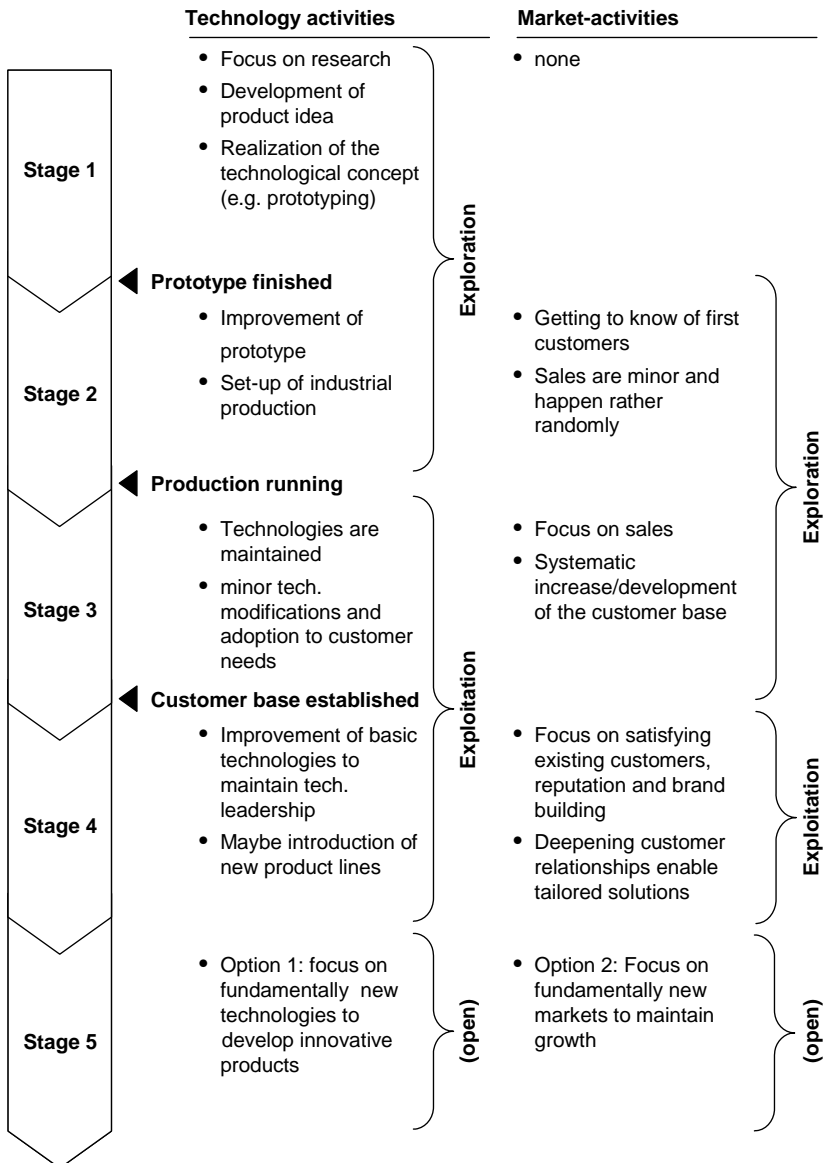 Technology activities
Market-activities
Stage 1
• Focus on research
• Development of
product idea
• Realization of the
technological concept
(e.g. prototyping)
• none
Exploration
Prototype finished
Stage 2
• Improvement of
prototype
• Set-up of industrial
production
• Getting to know of first
customers
• Sales are minor and
happen rather
randomly
Exploration
Production running
Stage 3
• Technologies are
maintained
• minor tech.
modifications and
adoption to customer
needs
• Focus on sales
• Systematic
increase/development
of the customer base
Customer base established
Exploitation
Stage 4
• Improvement of basic
technologies to
maintain tech.
leadership
• Maybe introduction of
new product lines
• Focus on satisfying
existing customers,
reputation and brand
building
• Deepening customer
relationships enable
tailored solutions
Exploitation
Stage 5
• Option 1: focus on
fundamentally new
technologies to
develop innovative
products
(open)
• Option 2: Focus on
fundamentally new
markets to maintain
growth
(open)